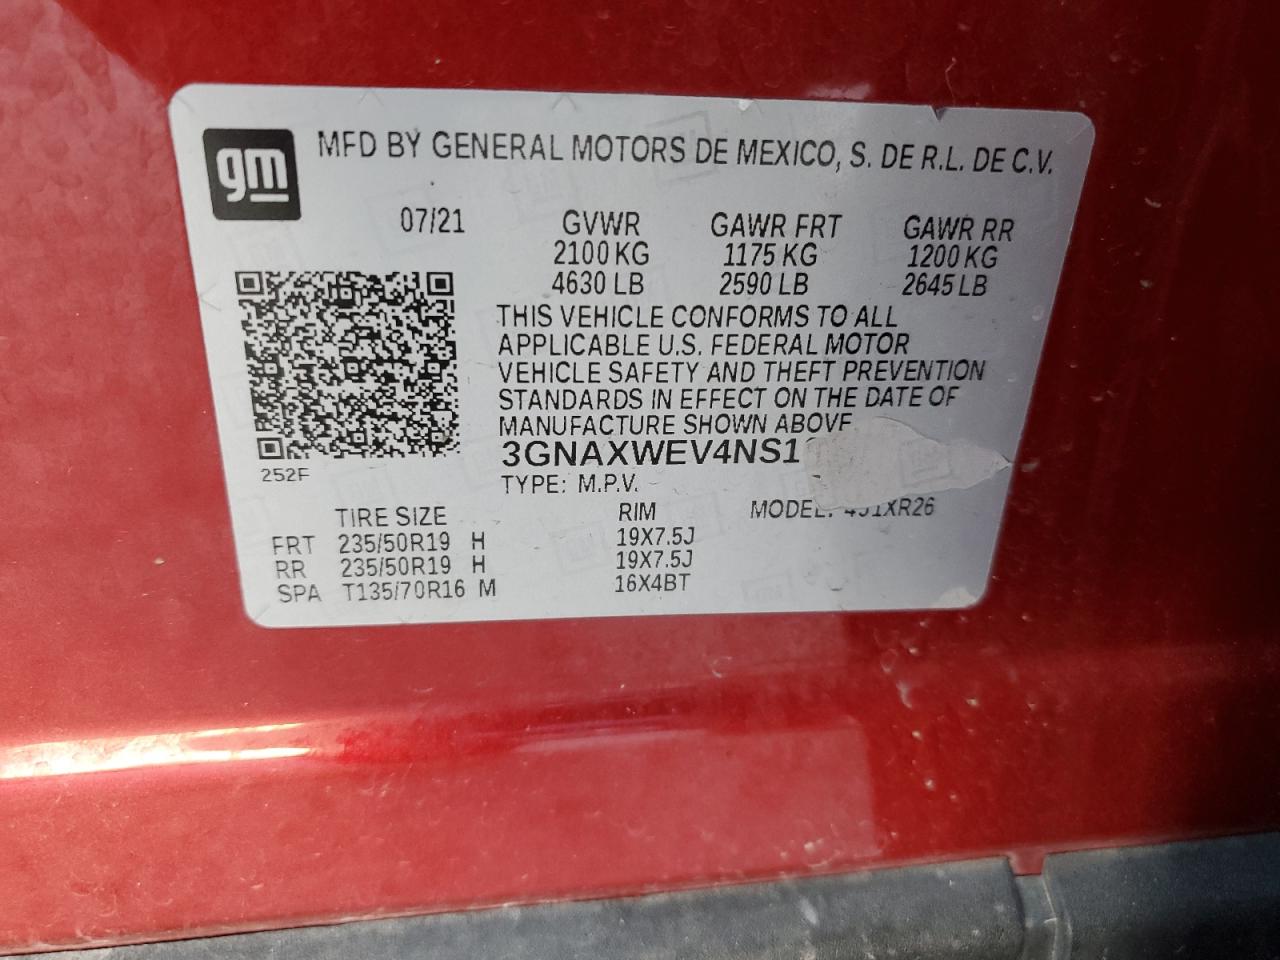 gm
MFD BY GENERAL MOTORS DE MEXICO, S. DE R.L. DE C.V.
07/21 GVWR GAWR FRT GAWR RR
2100 KG 1175 KG 1200 KG
4630 LB 2590 LB 2645 LB
THIS VEHICLE CONFORMS TO ALL
APPLICABLE U.S. FEDERAL MOTOR
VEHICLE SAFETY AND THEFT PREVENTION
STANDARDS IN EFFECT ON THE DATE OF
MANUFACTURE SHOWN ABOVE
3GNAXWEV4NS1
252F
TYPE: M.P.V.
TIRE SIZE RIM MODEL:
FRT 235/50R19 H 19X7.5J
RR 235/50R19 H 19X7.5J
SPA T135/70R16 M 16X4BT